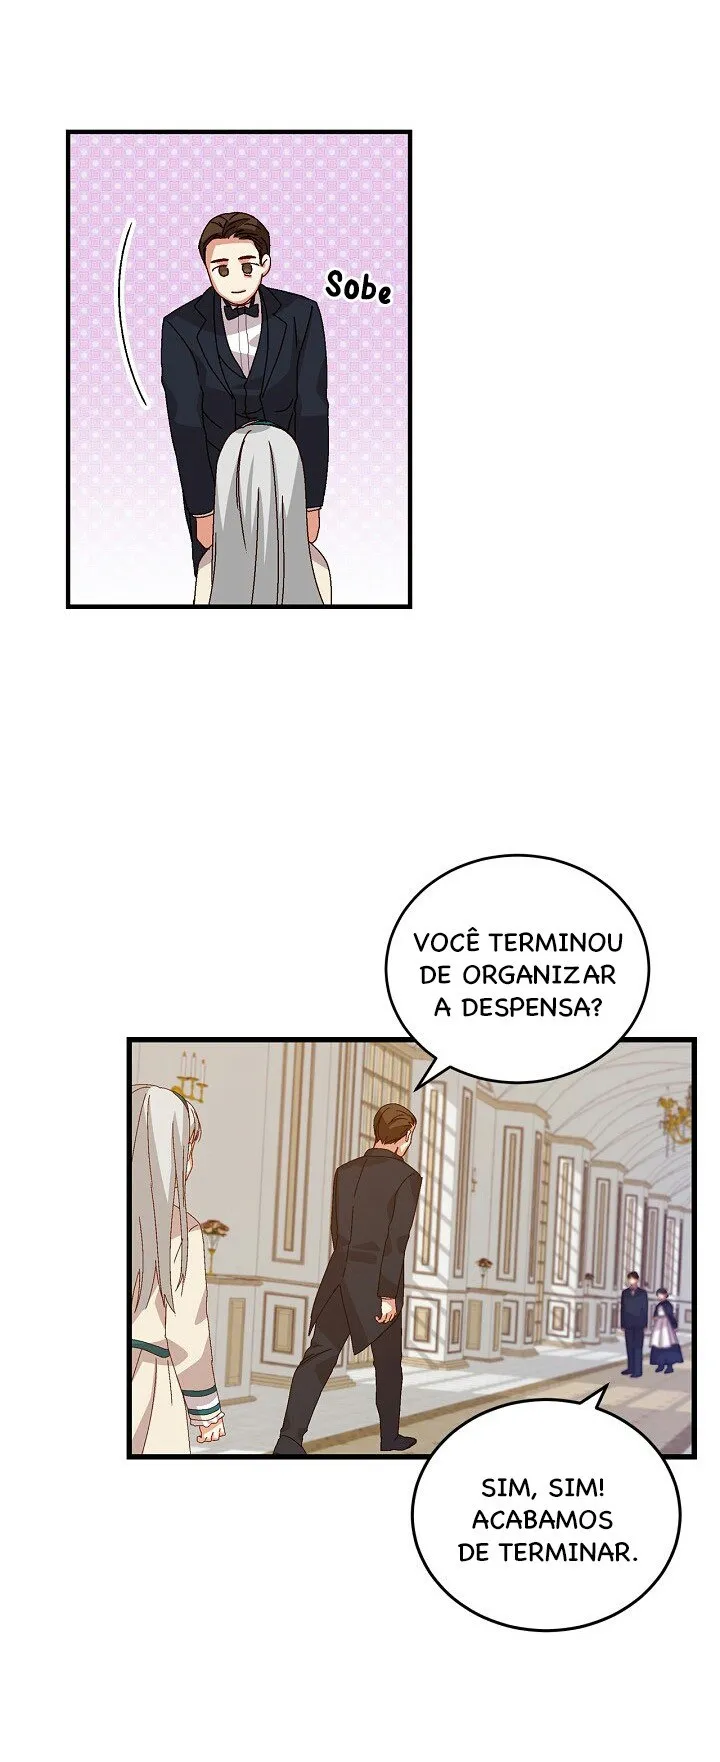 Sobe
VOCÊ TERMINOU
DE ORGANIZAR
A DESPENSA?
SIM, SIM!
ACABAMOS
DE TERMINAR.